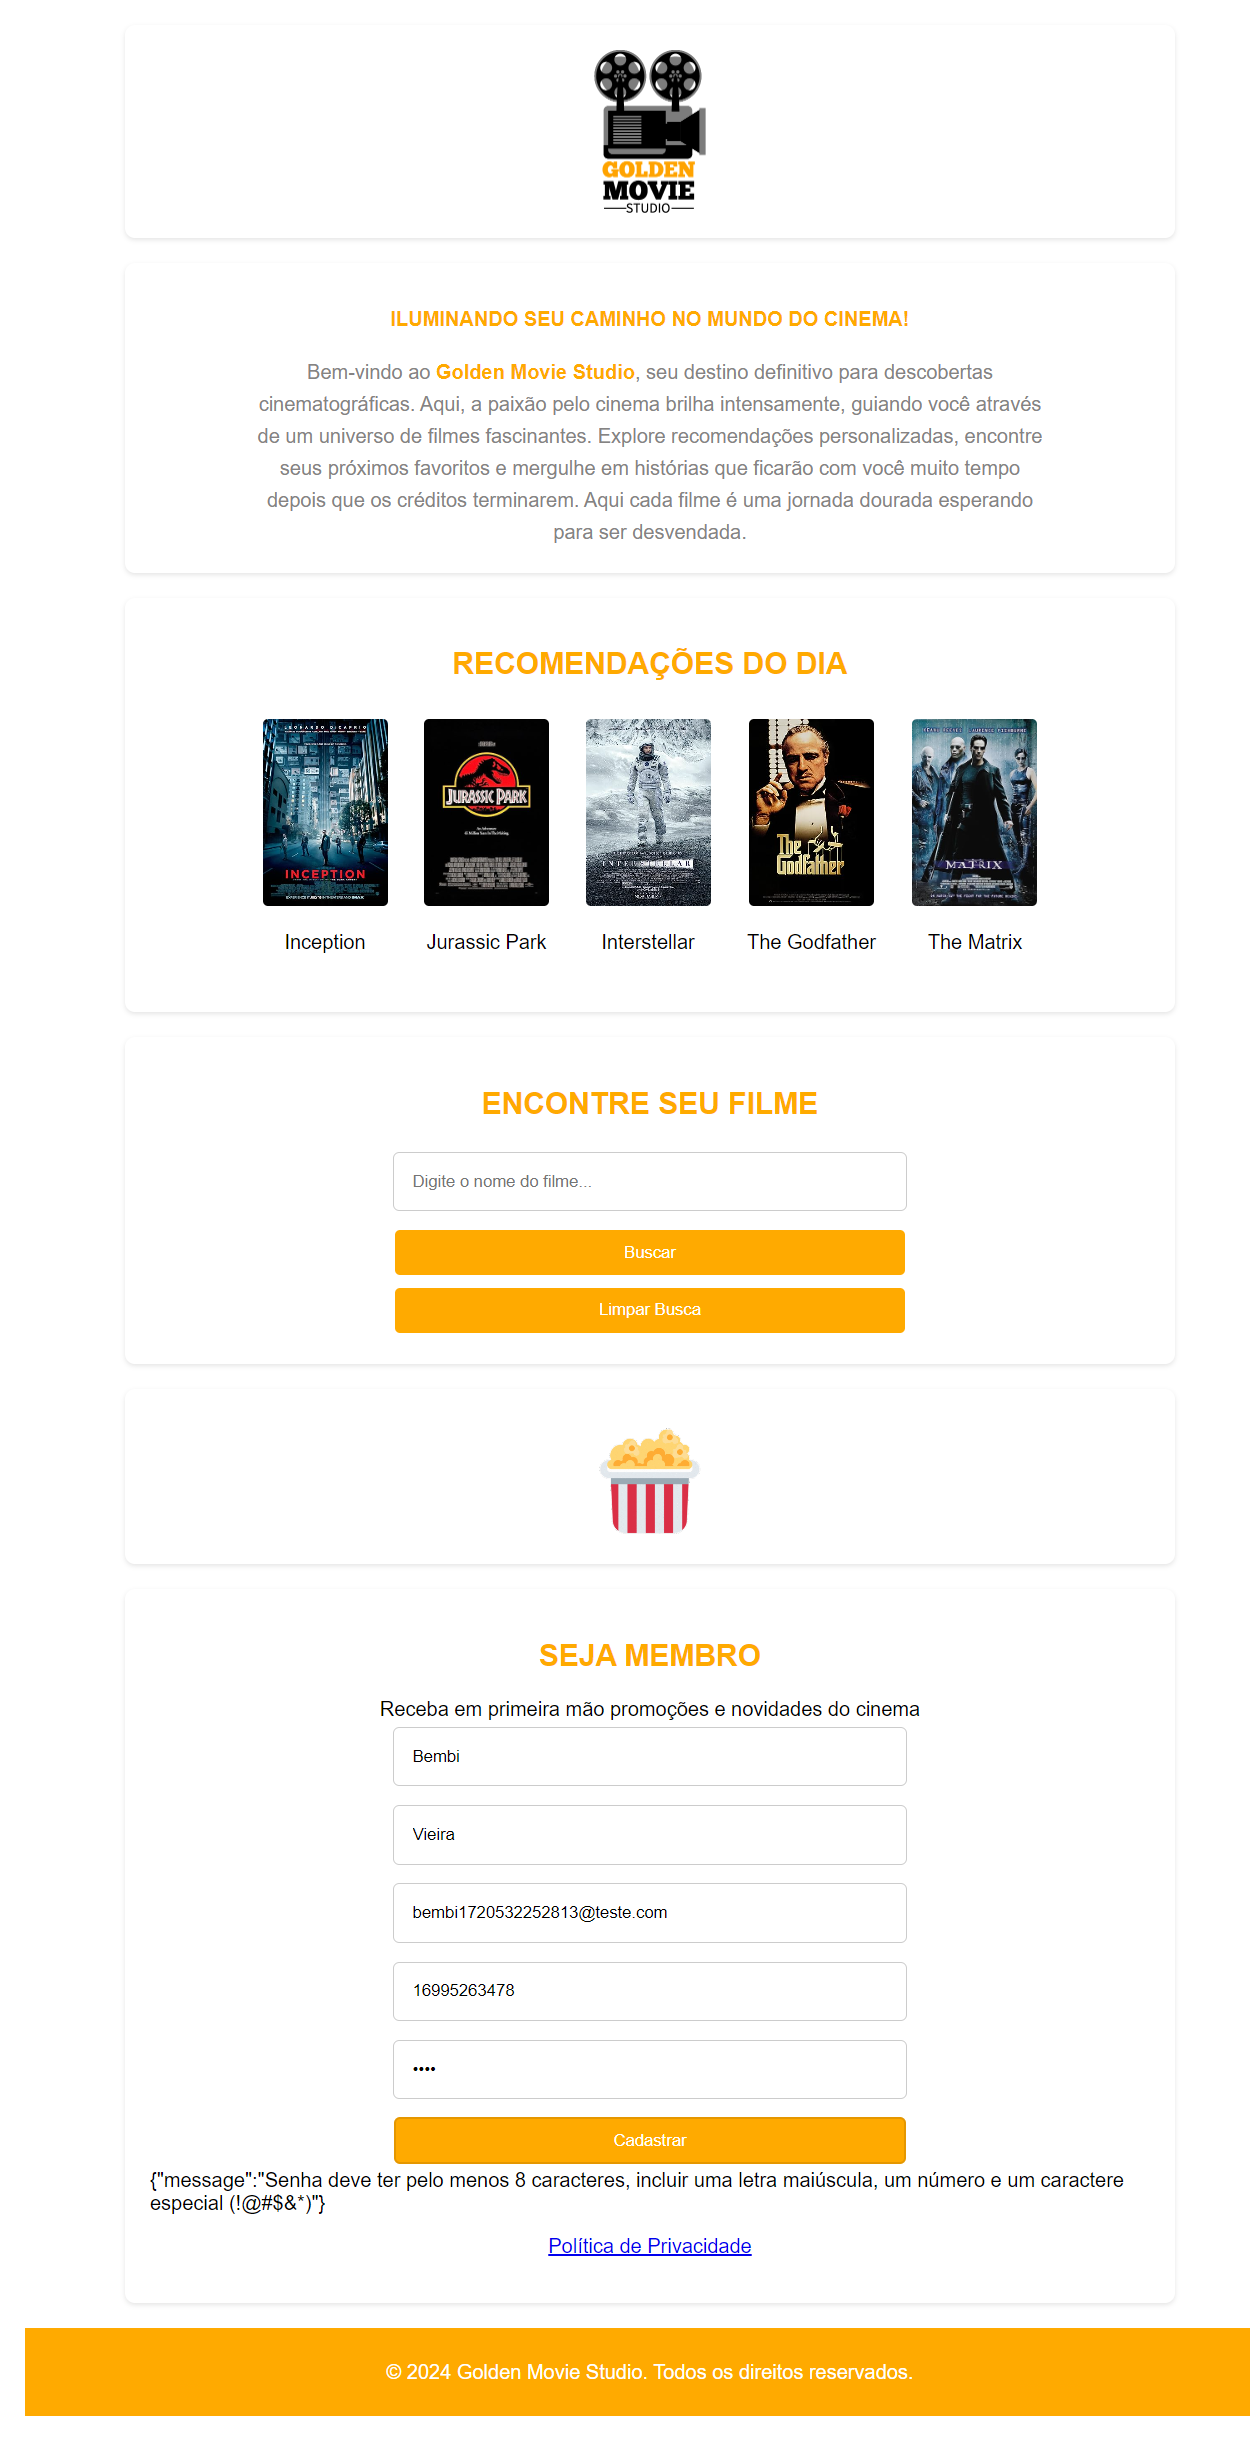 GOLDEN
MOVIE
STUDIO
ILUMINANDO SEU CAMINHO NO MUNDO DO CINEMA!
Bem-vindo ao Golden Movie Studio, seu destino definitivo para descobertas
cinematográficas. Aqui, a paixão pelo cinema brilha intensamente, guiando você através
de um universo de filmes fascinantes. Explore recomendações personalizadas, encontre
seus próximos favoritos e mergulhe em histórias que ficarão com você muito tempo
depois que os créditos terminarem. Aqui cada filme é uma jornada dourada esperando
para ser desvendada.
RECOMENDAÇÕES DO DIA
LEONARDO DICAPRIO
INCEPTION
JURASSIC PARK
INTERSTELLAR
The
Godfather
KEANU REEVES LAURENCE FISHBURNE
MATRIX
Inception
Jurassic Park
Interstellar
The Godfather
The Matrix
ENCONTRE SEU FILME
Digite o nome do filme...
Buscar
Limpar Busca
SEJA MEMBRO
Receba em primeira mão promoções e novidades do cinema
Bembi
Vieira
bembi1720532252813@teste.com
16995263478
••••
Cadastrar
{"message":"Senha deve ter pelo menos 8 caracteres, incluir uma letra maiúscula, um número e um caractere
especial (!@#$&*)"}
Política de Privacidade
© 2024 Golden Movie Studio. Todos os direitos reservados.